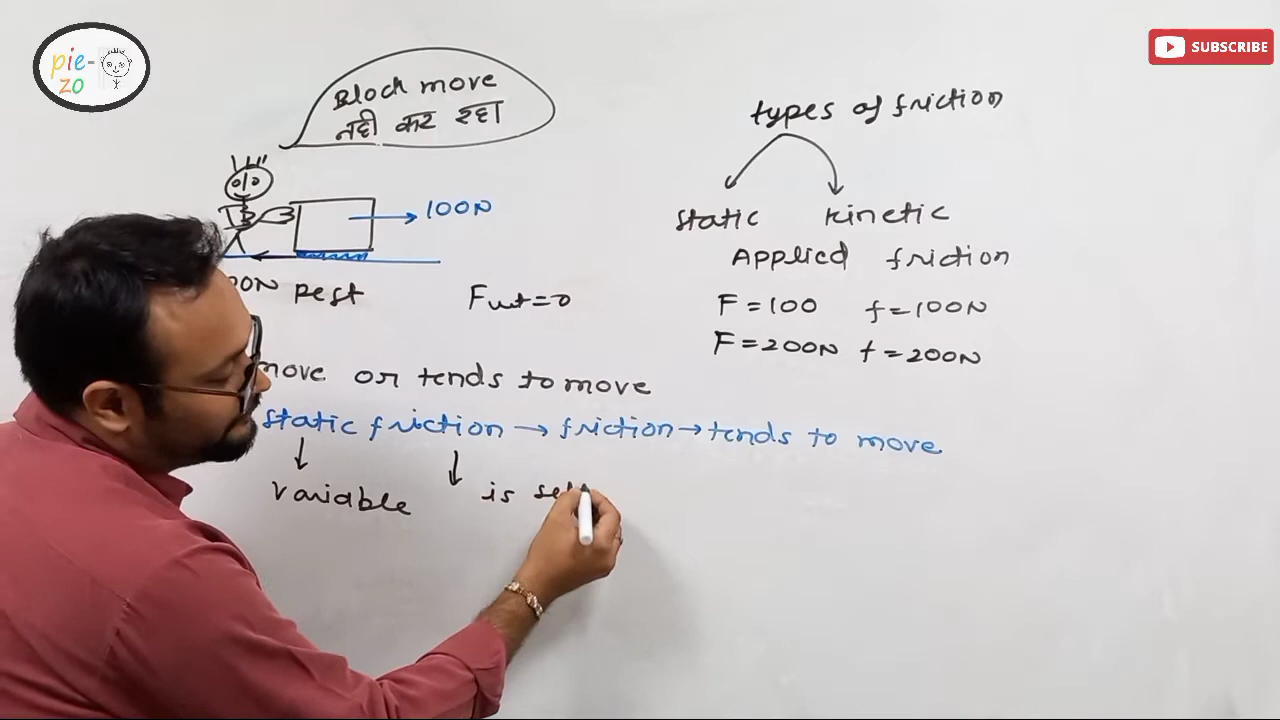 pie-
zo
SUBSCRIBE
Block move
नही कर रहा
100N
Rest
Fnet=0
move or tends to move
static friction → friction → tends to move
variable
is sel
types of friction
static kinetic
Applied friction
F=100 f=100N
F=200N f=200N